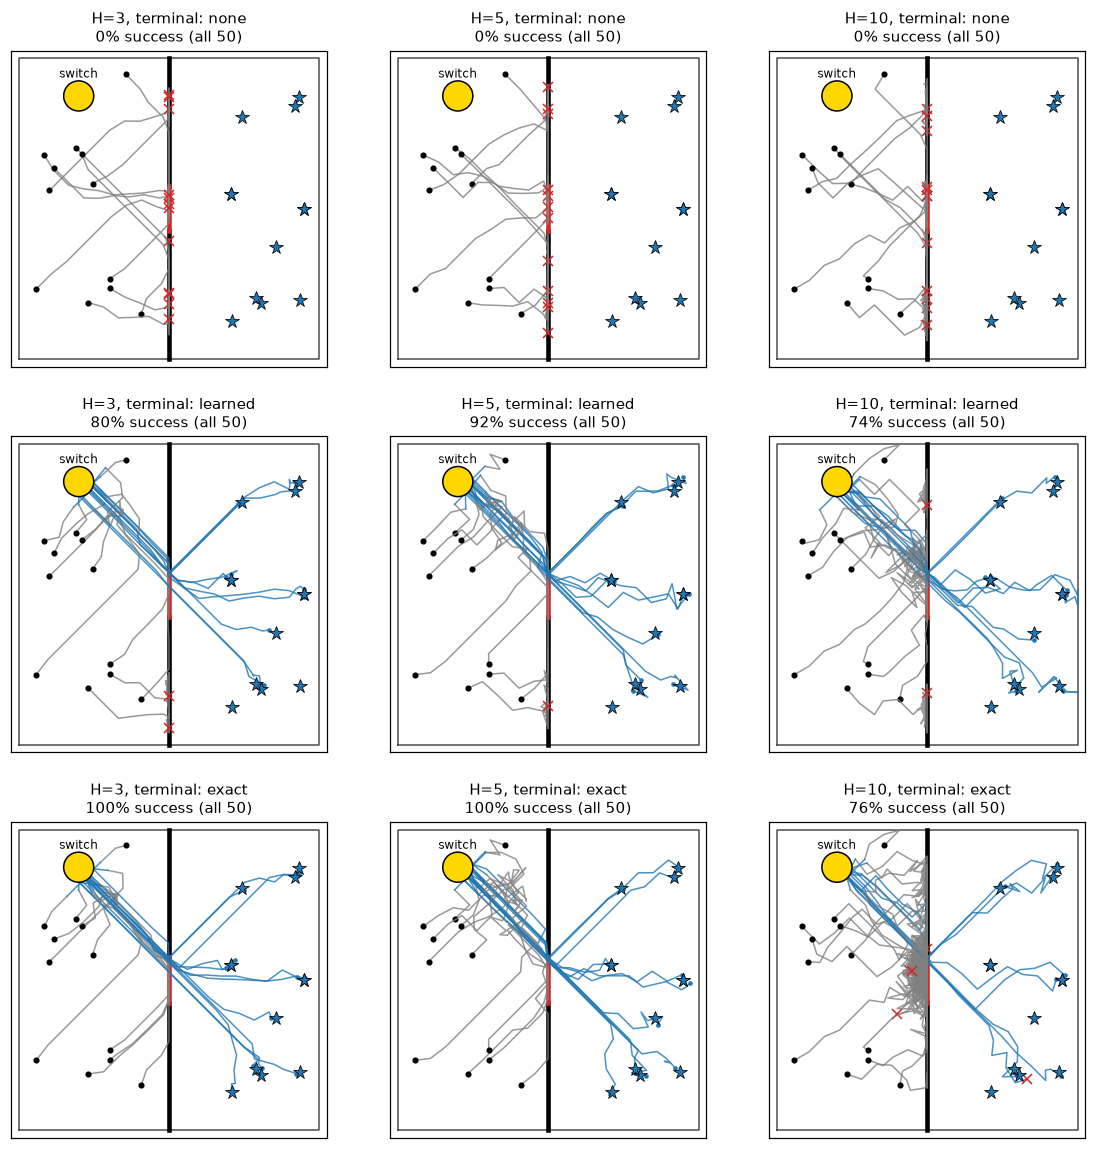 H=3, terminal: none
0% success (all 50)
switch
H=5, terminal: none
0% success (all 50)
switch
H=10, terminal: none
0% success (all 50)
switch
H=3, terminal: learned
80% success (all 50)
switch
H=5, terminal: learned
92% success (all 50)
switch
H=10, terminal: learned
74% success (all 50)
switch
H=3, terminal: exact
100% success (all 50)
switch
H=5, terminal: exact
100% success (all 50)
switch
H=10, terminal: exact
76% success (all 50)
switch